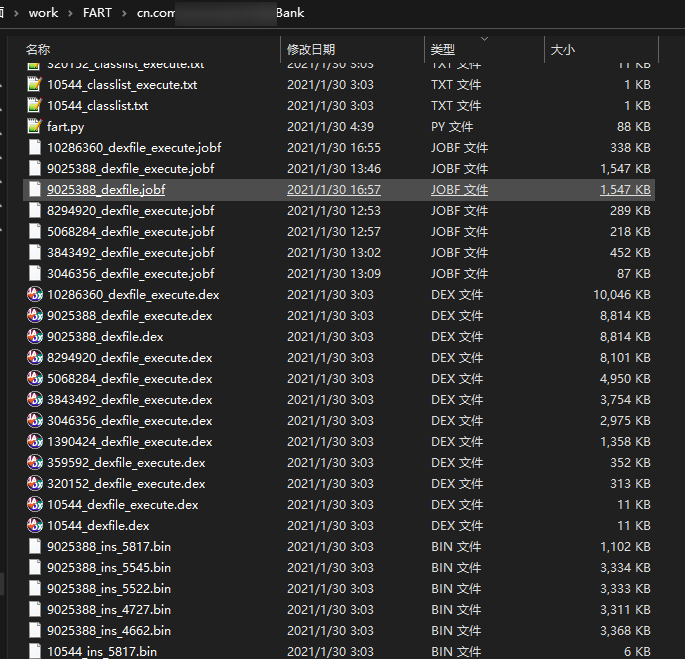 work > FART > cn.com Bank
名称 修改日期 类型 大小
320152_classlist_execute.txt 2021/1/30 3:03 TXT 文件 11 KB
10544_classlist_execute.txt 2021/1/30 3:03 TXT 文件 1 KB
10544_classlist.txt 2021/1/30 3:03 TXT 文件 1 KB
fart.py 2021/1/30 4:39 PY 文件 88 KB
10286360_dexfile_execute.jobf 2021/1/30 16:55 JOBF 文件 338 KB
9025388_dexfile_execute.jobf 2021/1/30 13:46 JOBF 文件 1,547 KB
9025388_dexfile.jobf 2021/1/30 16:57 JOBF 文件 1,547 KB
8294920_dexfile_execute.jobf 2021/1/30 12:53 JOBF 文件 289 KB
5068284_dexfile_execute.jobf 2021/1/30 12:57 JOBF 文件 218 KB
3843492_dexfile_execute.jobf 2021/1/30 13:02 JOBF 文件 452 KB
3046356_dexfile_execute.jobf 2021/1/30 13:09 JOBF 文件 87 KB
10286360_dexfile_execute.dex 2021/1/30 3:03 DEX 文件 10,046 KB
9025388_dexfile_execute.dex 2021/1/30 3:03 DEX 文件 8,814 KB
9025388_dexfile.dex 2021/1/30 3:03 DEX 文件 8,814 KB
8294920_dexfile_execute.dex 2021/1/30 3:03 DEX 文件 8,101 KB
5068284_dexfile_execute.dex 2021/1/30 3:03 DEX 文件 4,950 KB
3843492_dexfile_execute.dex 2021/1/30 3:03 DEX 文件 3,754 KB
3046356_dexfile_execute.dex 2021/1/30 3:03 DEX 文件 2,975 KB
1390424_dexfile_execute.dex 2021/1/30 3:03 DEX 文件 1,358 KB
359592_dexfile_execute.dex 2021/1/30 3:03 DEX 文件 352 KB
320152_dexfile_execute.dex 2021/1/30 3:03 DEX 文件 313 KB
10544_dexfile_execute.dex 2021/1/30 3:03 DEX 文件 11 KB
10544_dexfile.dex 2021/1/30 3:03 DEX 文件 11 KB
9025388_ins_5817.bin 2021/1/30 3:03 BIN 文件 1,102 KB
9025388_ins_5545.bin 2021/1/30 3:03 BIN 文件 3,334 KB
9025388_ins_5522.bin 2021/1/30 3:03 BIN 文件 3,333 KB
9025388_ins_4727.bin 2021/1/30 3:03 BIN 文件 3,311 KB
9025388_ins_4662.bin 2021/1/30 3:03 BIN 文件 3,368 KB
10544_ins_5817.bin 2021/1/30 3:03 BIN 文件 6 KB